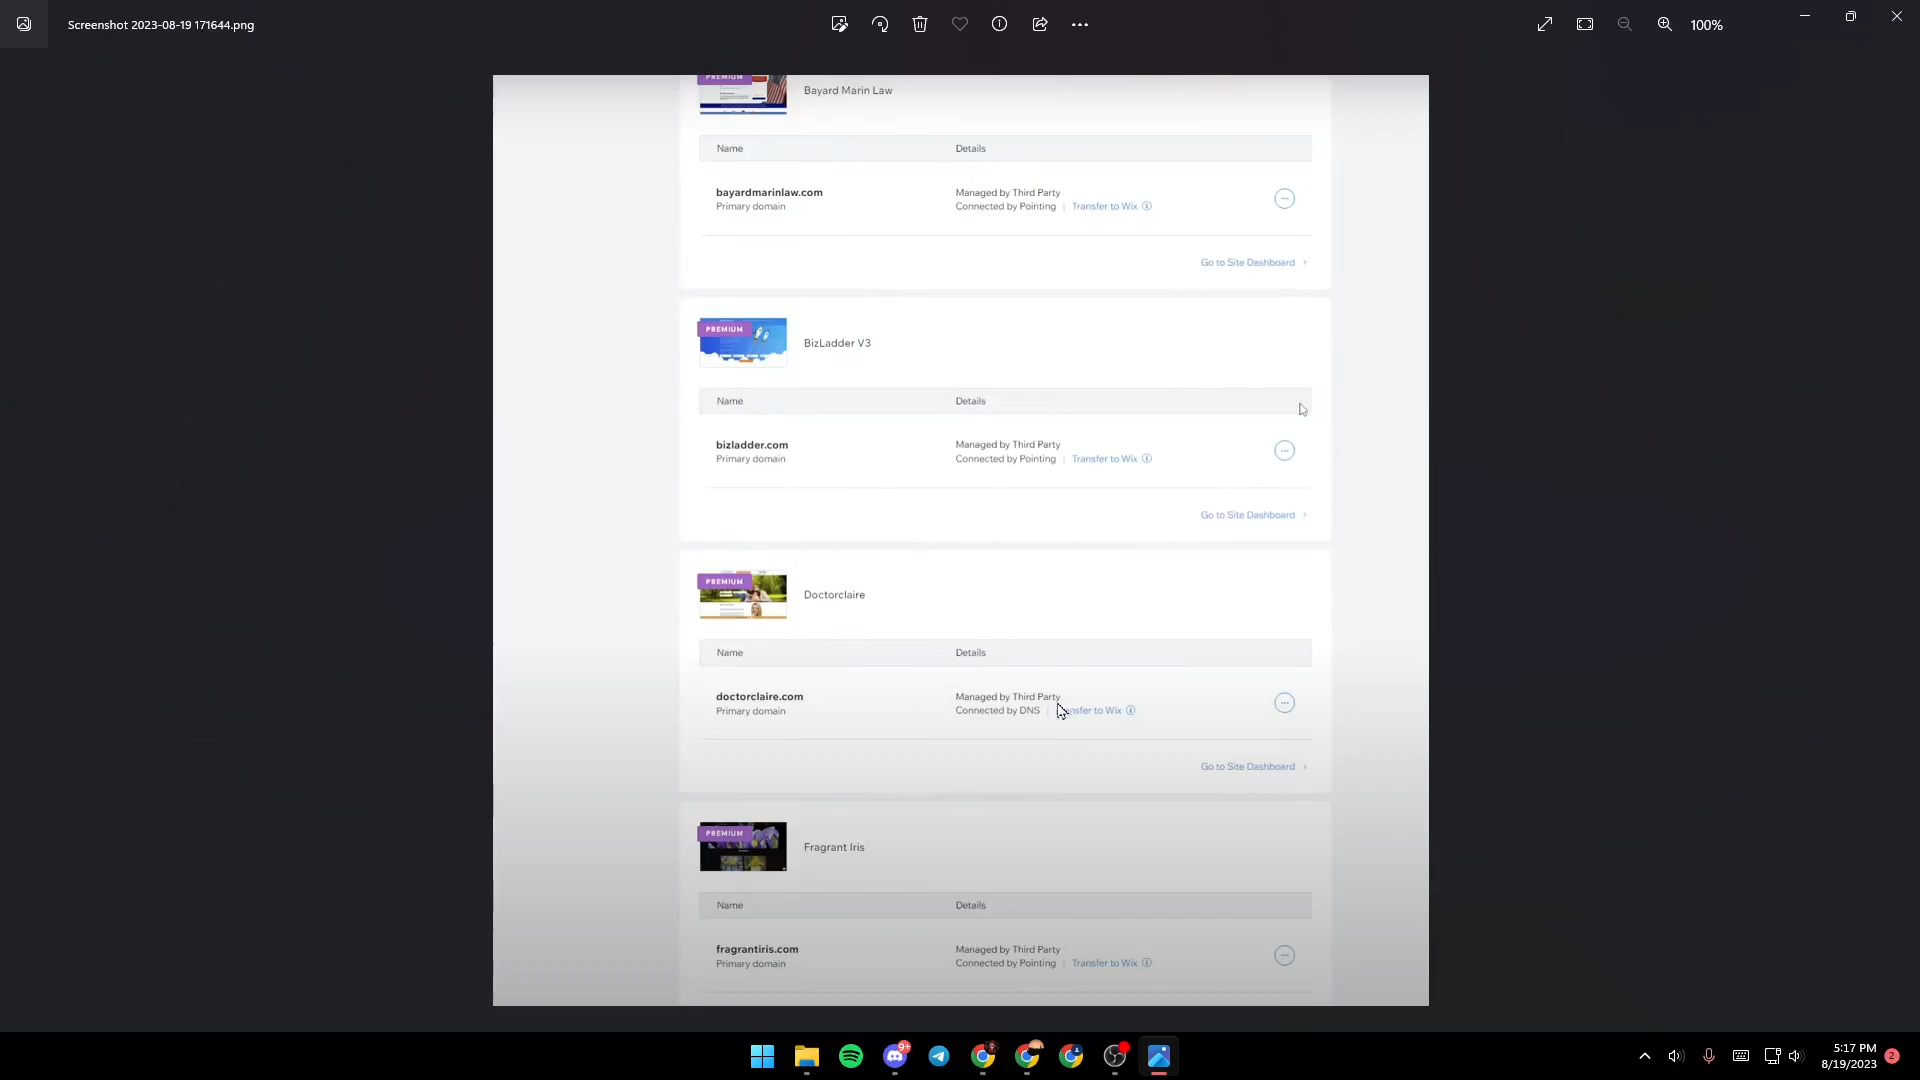 Screenshot 2023-08-19 171644.png
100%
PREMIUM
Bayard Marin Law
Name Details
bayardmarinlaw.com
Primary domain
Managed by Third Party
Connected by Pointing | Transfer to Wix
Go to Site Dashboard
PREMIUM
BizLadder V3
Name Details
bizladder.com
Primary domain
Managed by Third Party
Connected by Pointing | Transfer to Wix
Go to Site Dashboard
PREMIUM
Doctorclaire
Name Details
doctorclaire.com
Primary domain
Managed by Third Party
Connected by DNS | nsfer to Wix
Go to Site Dashboard
PREMIUM
Fragrant Iris
Name Details
fragrantiris.com
Primary domain
Managed by Third Party
Connected by Pointing | Transfer to Wix
9+
5:17 PM
8/19/2023
2